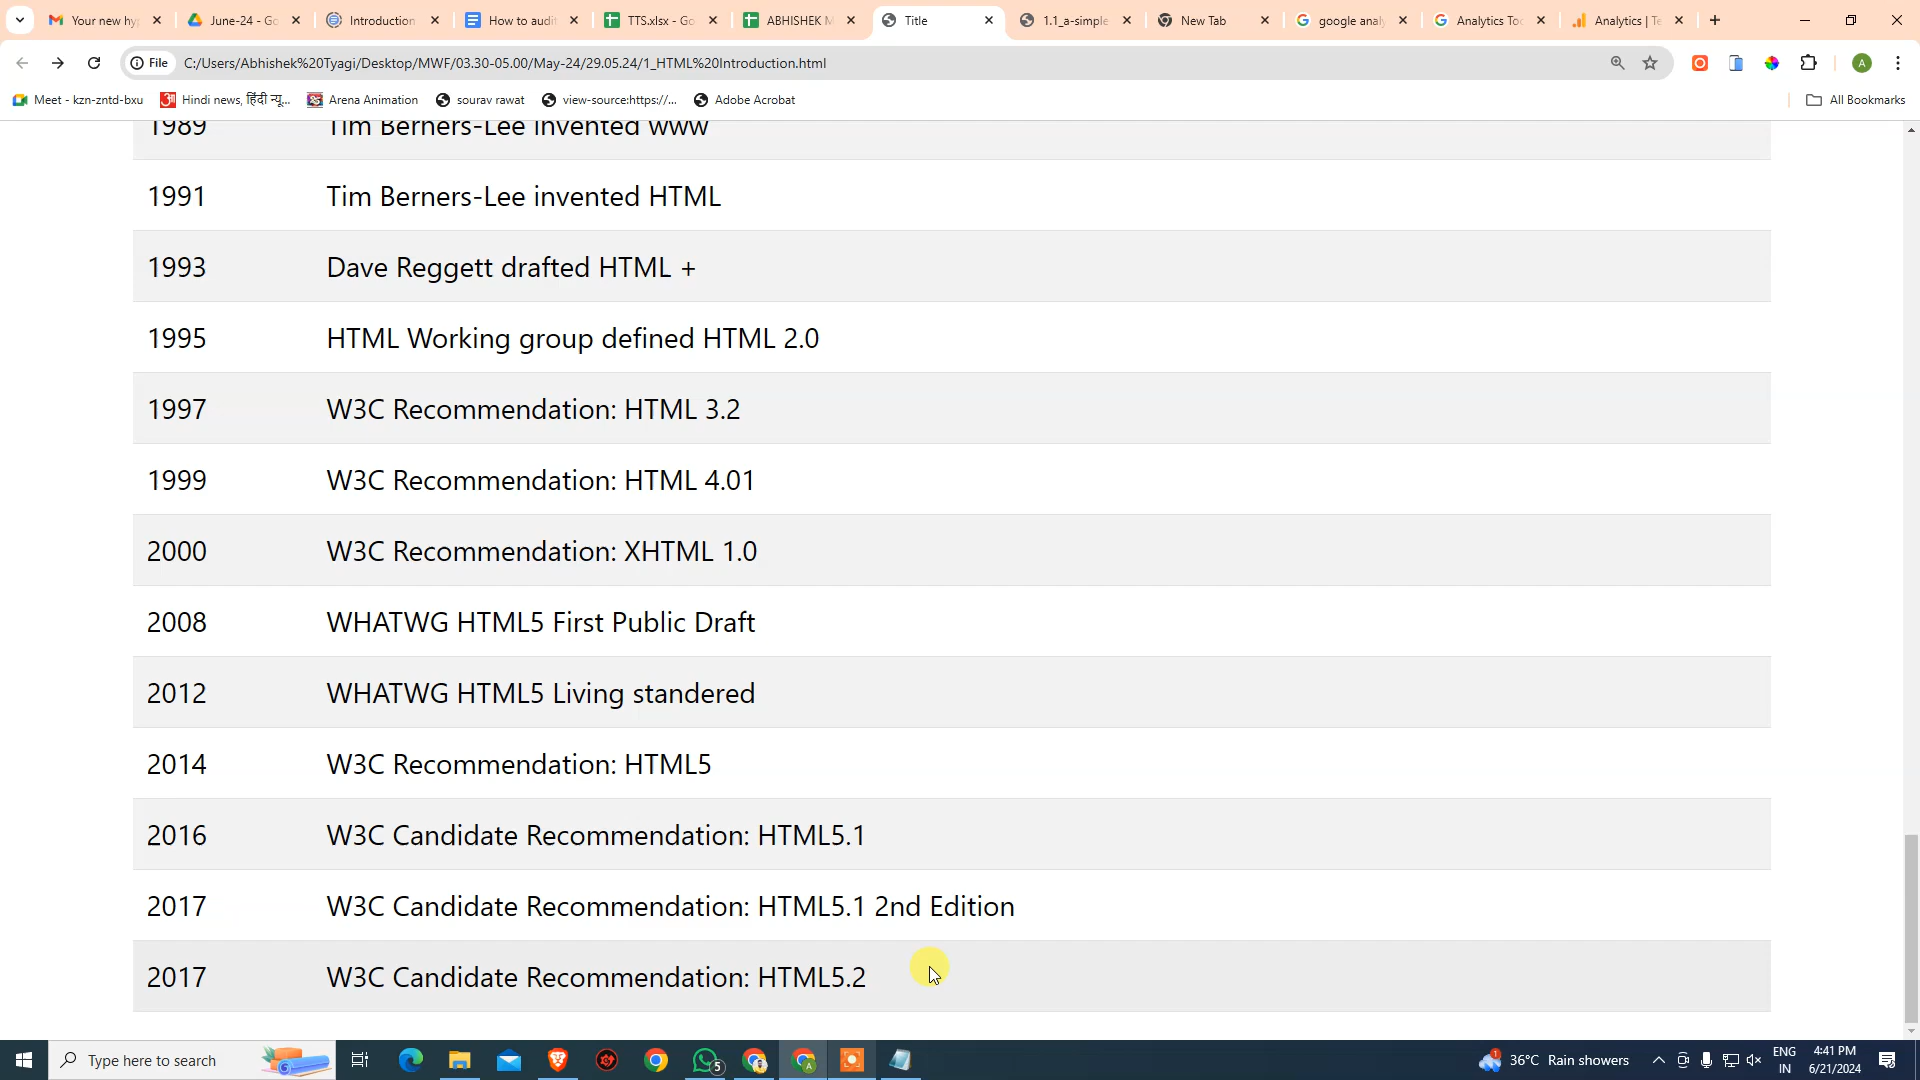 Your new hy
June-24 - Go
Introduction
How to audit
TTS.xlsx - Go
ABHISHEK M
Title
1.1_a-simple
New Tab
google analy
Analytics Too
Analytics | Te
File
C:/Users/Abhishek%20Tyagi/Desktop/MWF/03.30-05.00/May-24/29.05.24/1_HTML%20Introduction.html
A
Meet - kzn-zntd-bxu
Hindi news, हिंदी न्यू...
Arena Animation
sourav rawat
view-source:https://...
Adobe Acrobat
All Bookmarks
1989 Tim Berners-Lee invented www
1991 Tim Berners-Lee invented HTML
1993 Dave Reggett drafted HTML +
1995 HTML Working group defined HTML 2.0
1997 W3C Recommendation: HTML 3.2
1999 W3C Recommendation: HTML 4.01
2000 W3C Recommendation: XHTML 1.0
2008 WHATWG HTML5 First Public Draft
2012 WHATWG HTML5 Living standered
2014 W3C Recommendation: HTML5
2016 W3C Candidate Recommendation: HTML5.1
2017 W3C Candidate Recommendation: HTML5.1 2nd Edition
2017 W3C Candidate Recommendation: HTML5.2
Type here to search
5
A
1
36°C Rain showers
ENG
IN
4:41 PM
6/21/2024